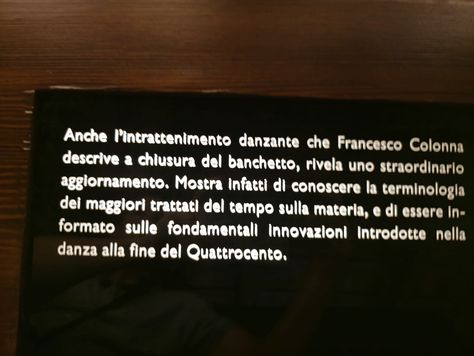 Anche l'intrattenimento danzante che Francesco Colonna
descrive a chiusura del banchetto, rivela uno straordinario
aggiornamento. Mostra infatti di conoscere la terminologia
dei maggiori trattati del tempo sulla materia, e di essere in-
formato sulle fondamentali innovazioni introdotte nella
danza alla fine del Quattrocento.